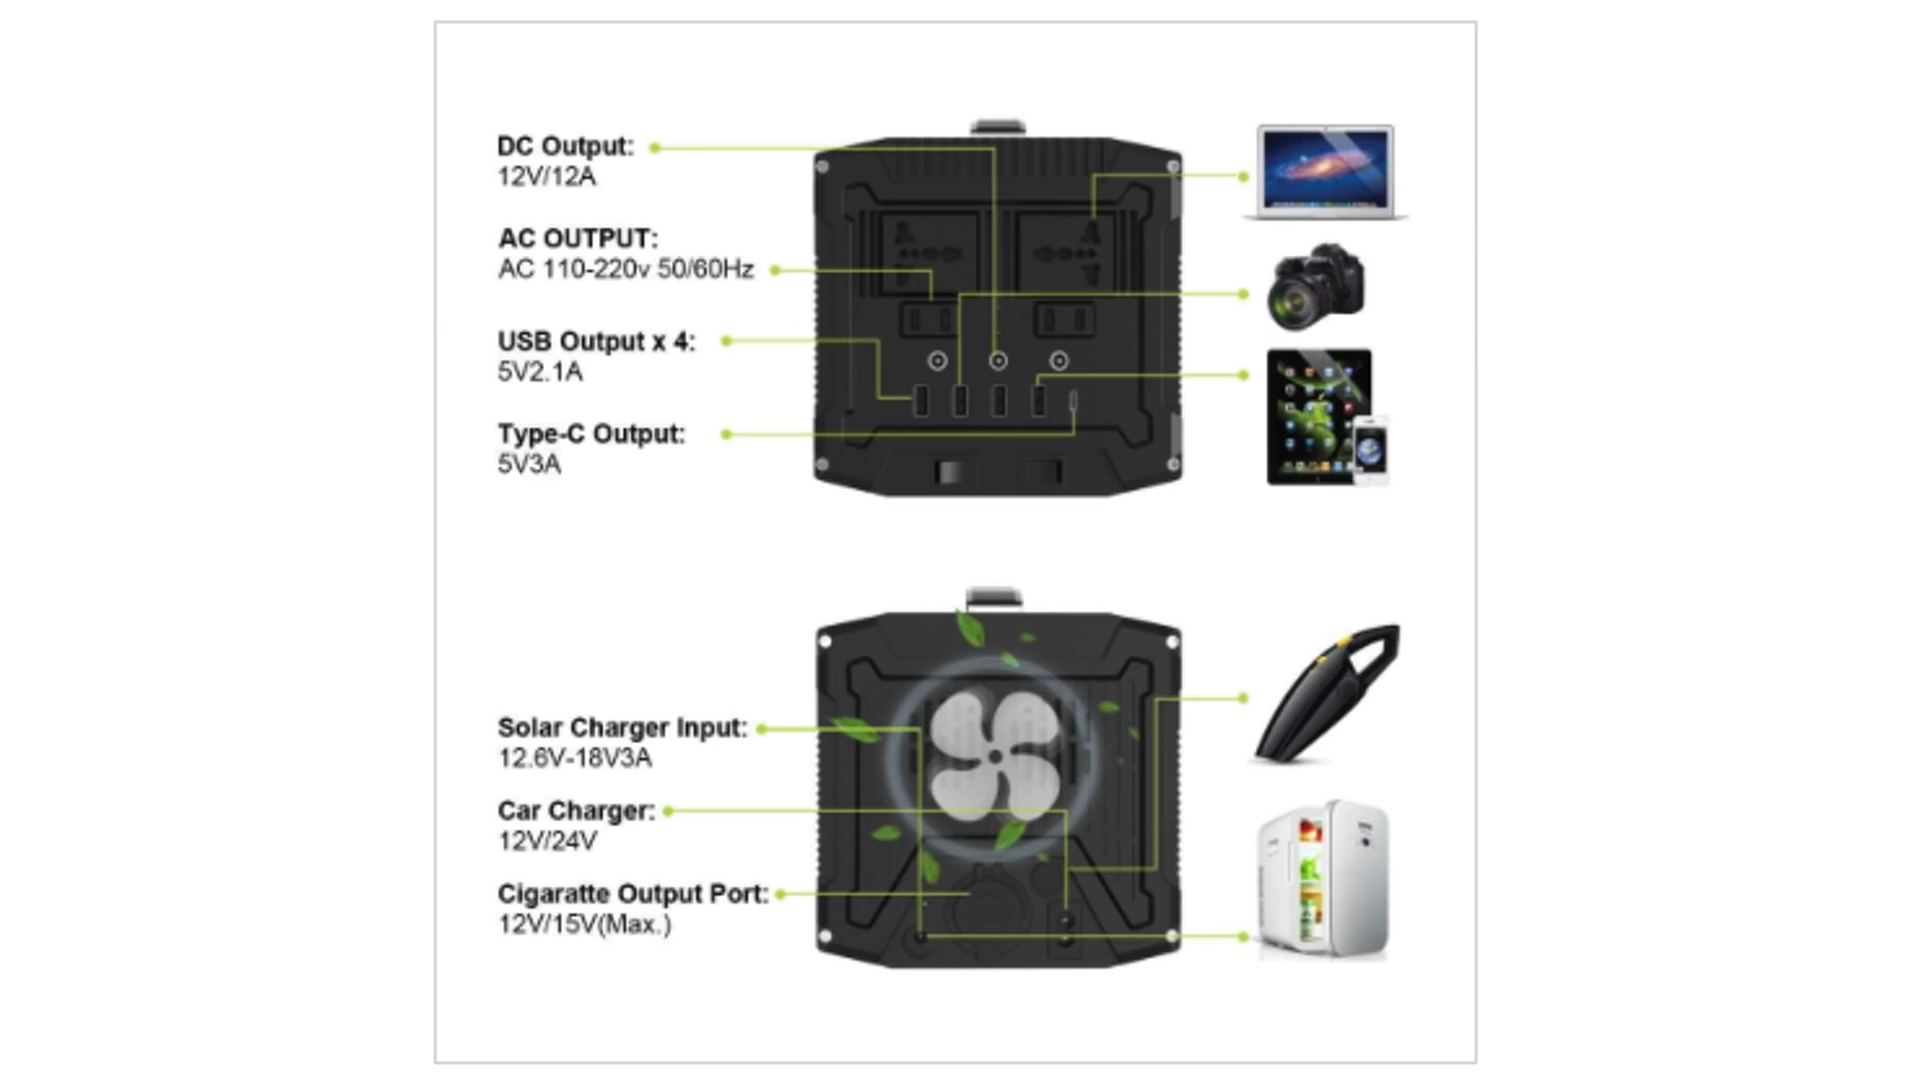 DC Output:
12V/12A
AC OUTPUT:
AC 110-220v 50/60Hz
USB Output x 4:
5V2.1A
Type-C Output:
5V3A
Solar Charger Input:
12.6V-18V3A
Car Charger:
12V/24V
Cigaratte Output Port:
12V/15V(Max.)